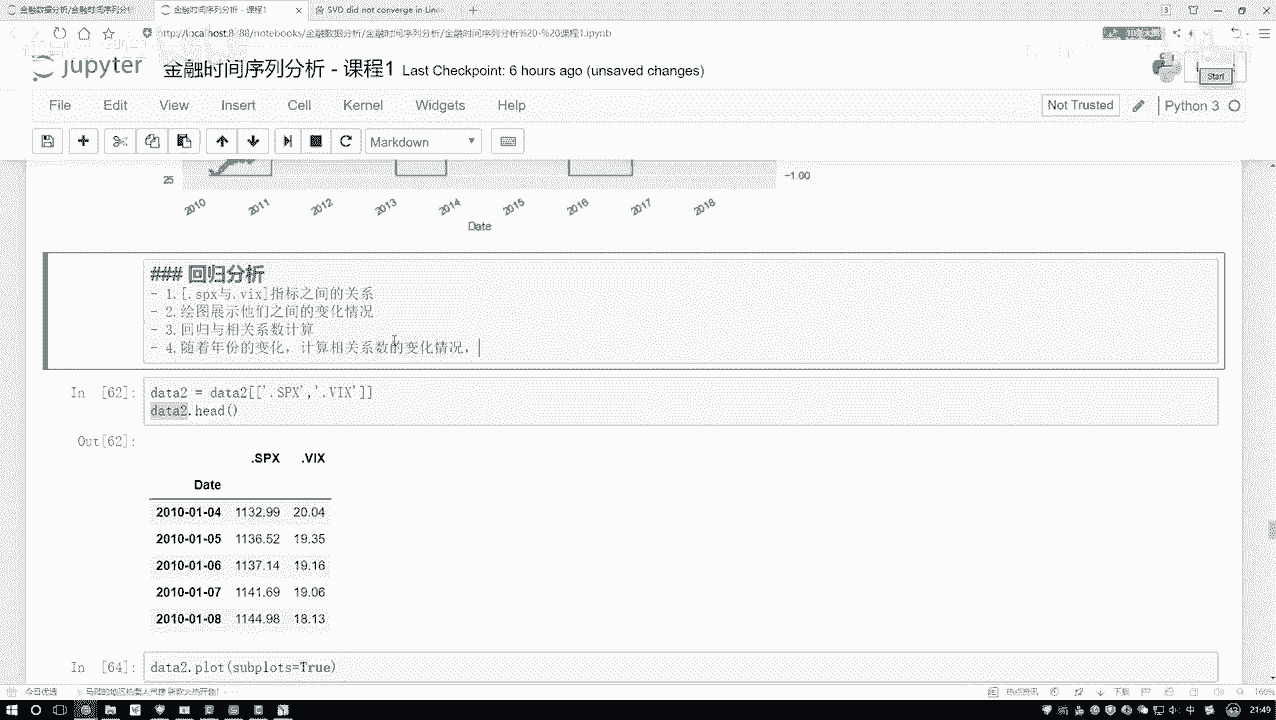 金融数据分析/金融时间序列分析
金融时间序列分析 - 课程1
SVD did not converge in Linea
http://localhost:8888/notebooks/金融数据分析/金融时间序列分析/金融时间序列分析%20-%20课程1.ipynb
jupyter 金融时间序列分析 - 课程1 Last Checkpoint: 6 hours ago (unsaved changes)
Start
File Edit View Insert Cell Kernel Widgets Help
Not Trusted
Python 3
Markdown
25
−1.00
2010 2011 2012 2013 2014 2015 2016 2017 2018
Date
### 回归分析
- 1.[.spx与.vix]指标之间的关系
- 2.绘图展示他们之间的变化情况
- 3.回归与相关系数计算
- 4.随着年份的变化，计算相关系数的变化情况，
In [62]: data2 = data2[['.SPX','.VIX']]
data2.head()
Out[62]:
.SPX .VIX
Date
2010-01-04 1132.99 20.04
2010-01-05 1136.52 19.35
2010-01-06 1137.14 19.16
2010-01-07 1141.69 19.06
2010-01-08 1144.98 18.13
In [64]: data2.plot(subplots=True)
今日优选
下载
中
21:49